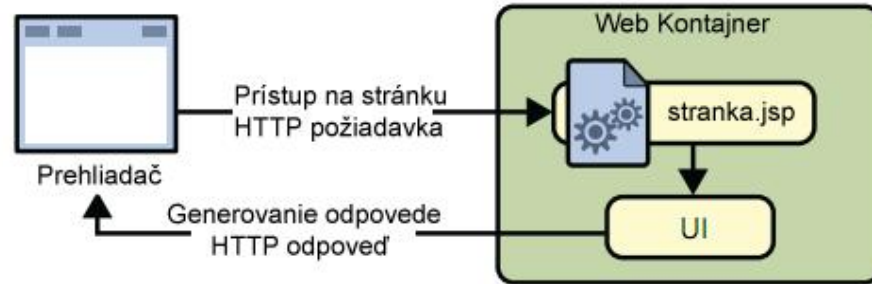 Web Kontajner
Prístup na stránku
HTTP požiadavka
stranka.jsp
Prehliadač
Generovanie odpovede
HTTP odpoveď
UI